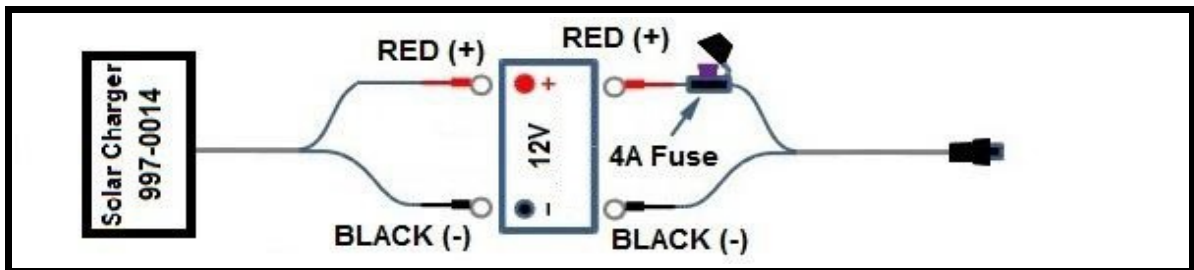 Solar Charger
997-0014
RED (+)
BLACK (-)
+
12V
-
RED (+)
4A Fuse
BLACK (-)